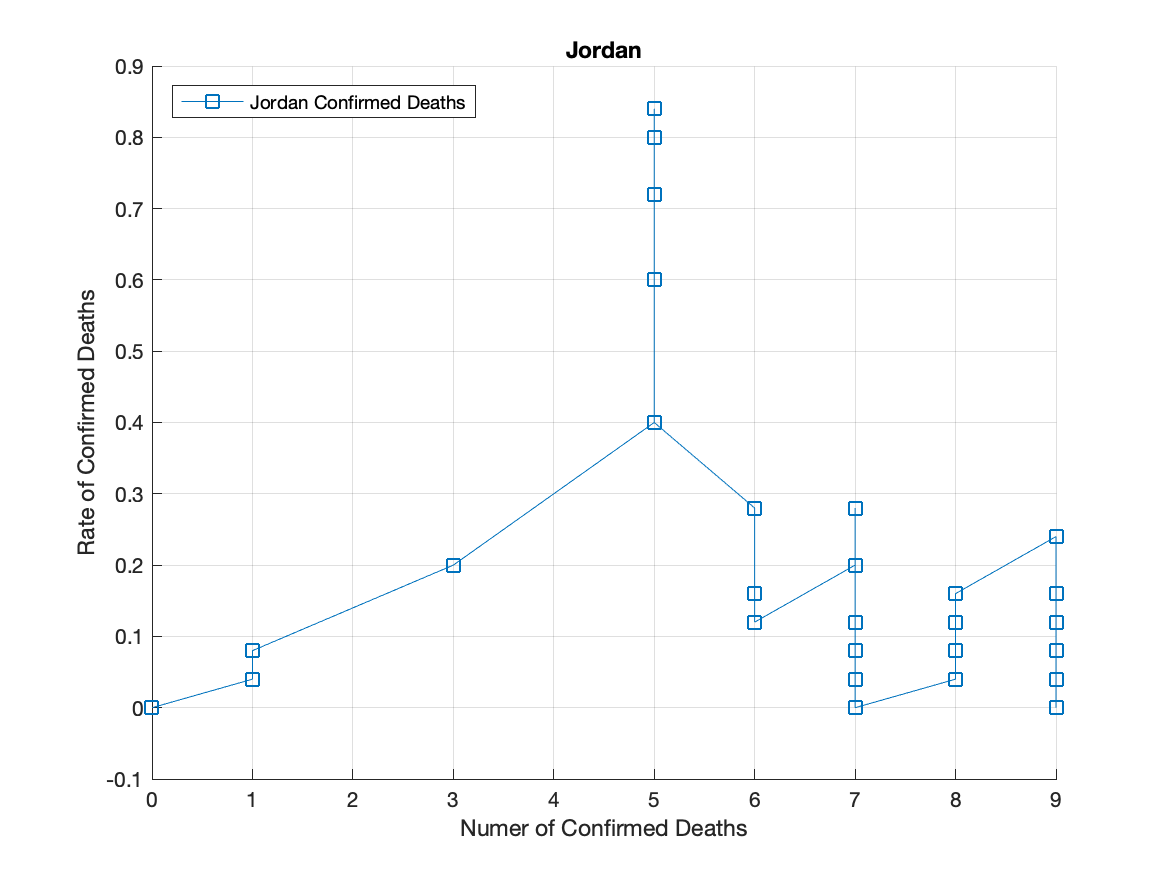 Jordan
0.9
Jordan Confirmed Deaths
0.8
0.7
0.6
0.5
0.4
0.3
0.2
0.1
0
-0.1
Rate of Confirmed Deaths
0 1 2 3 4 5 6 7 8 9
Numer of Confirmed Deaths